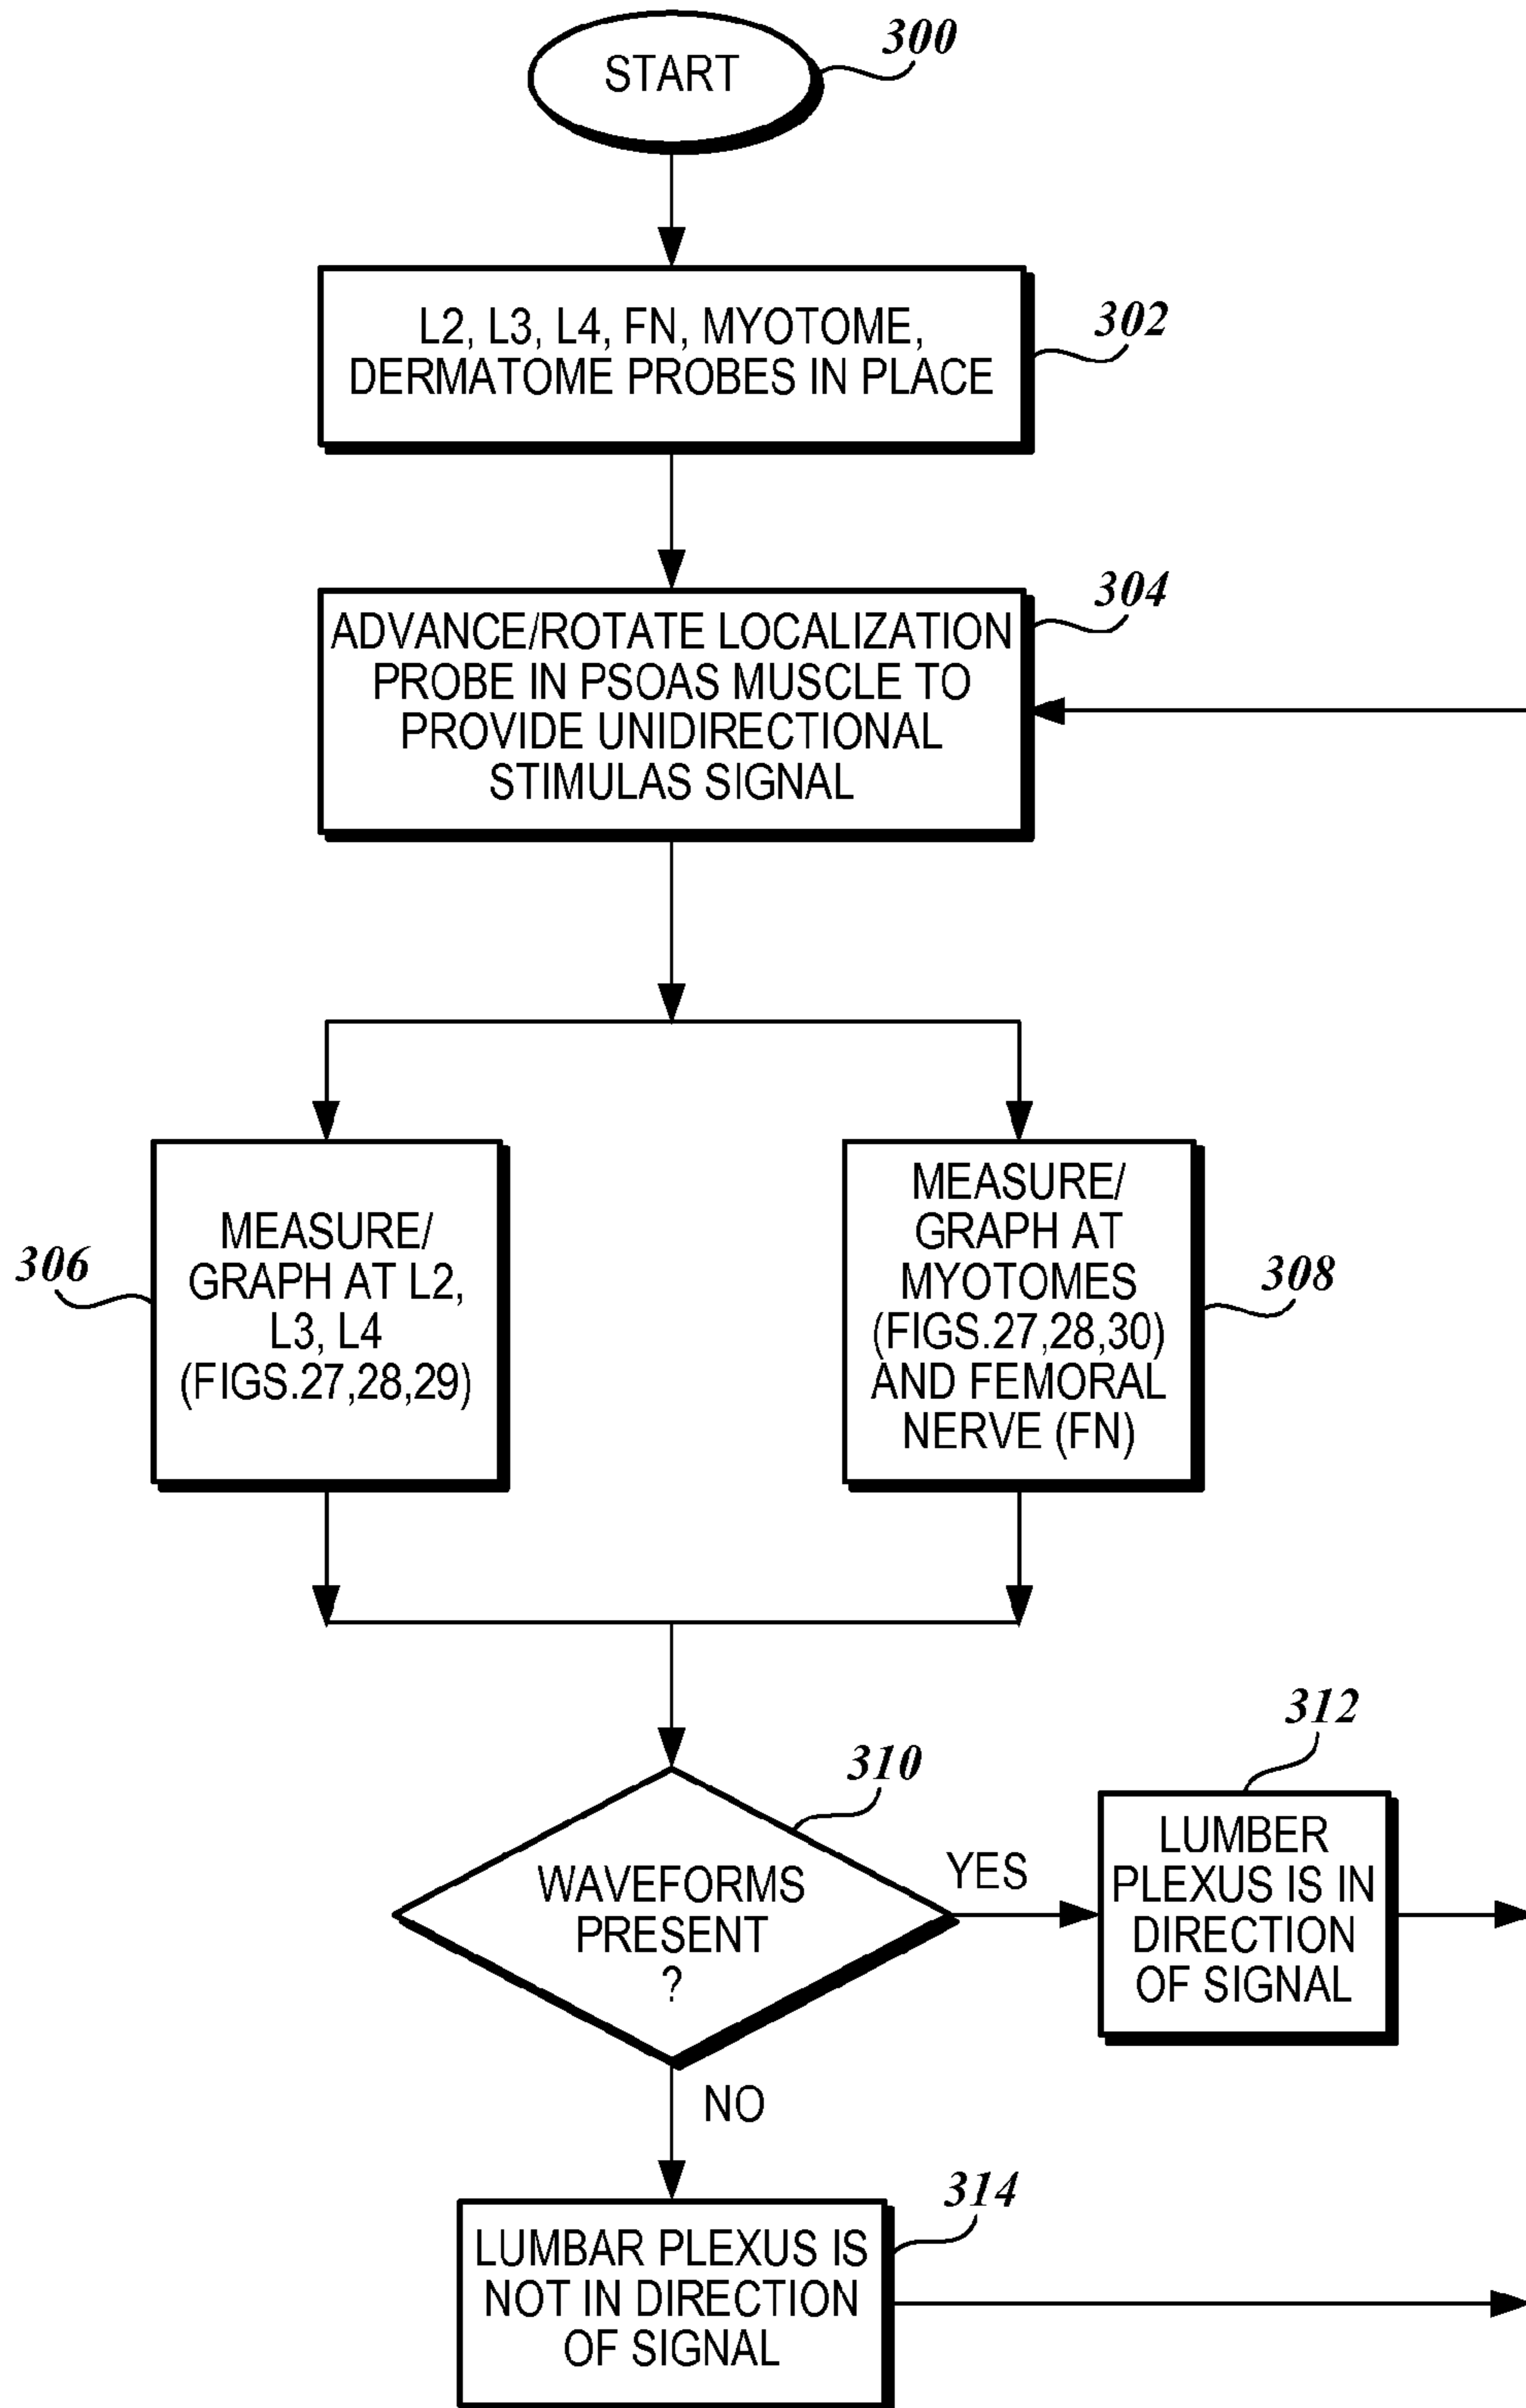 START
300
L2, L3, L4, FN, MYOTOME,
DERMATOME PROBES IN PLACE
302
ADVANCE/ROTATE LOCALIZATION
PROBE IN PSOAS MUSCLE TO
PROVIDE UNIDIRECTIONAL
STIMULAS SIGNAL
304
MEASURE/
GRAPH AT L2,
L3, L4
(FIGS.27,28,29)
306
MEASURE/
GRAPH AT
MYOTOMES
(FIGS.27,28,30)
AND FEMORAL
NERVE (FN)
308
WAVEFORMS
PRESENT
?
310
YES
LUMBER
PLEXUS IS IN
DIRECTION
OF SIGNAL
312
NO
LUMBAR PLEXUS IS
NOT IN DIRECTION
OF SIGNAL
314